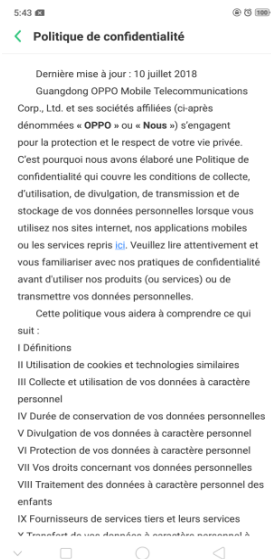 5:43
100
Politique de confidentialité
Dernière mise à jour : 10 juillet 2018
Guangdong OPPO Mobile Telecommunications
Corp., Ltd. et ses sociétés affiliées (ci-après
dénommées « OPPO » ou « Nous ») s'engagent
pour la protection et le respect de votre vie privée.
C'est pourquoi nous avons élaboré une Politique de
confidentialité qui couvre les conditions de collecte,
d'utilisation, de divulgation, de transmission et de
stockage de vos données personnelles lorsque vous
utilisez nos sites internet, nos applications mobiles
ou les services repris ici. Veuillez lire attentivement et
vous familiariser avec nos pratiques de confidentialité
avant d'utiliser nos produits (ou services) ou de
transmettre vos données personnelles.
Cette politique vous aidera à comprendre ce qui
suit :
I Définitions
II Utilisation de cookies et technologies similaires
III Collecte et utilisation de vos données à caractère
personnel
IV Durée de conservation de vos données personnelles
V Divulgation de vos données à caractère personnel
VI Protection de vos données à caractère personnel
VII Vos droits concernant vos données personnelles
VIII Traitement des données à caractère personnel des
enfants
IX Fournisseurs de services tiers et leurs services
X Transfert de vos données à caractère personnel à